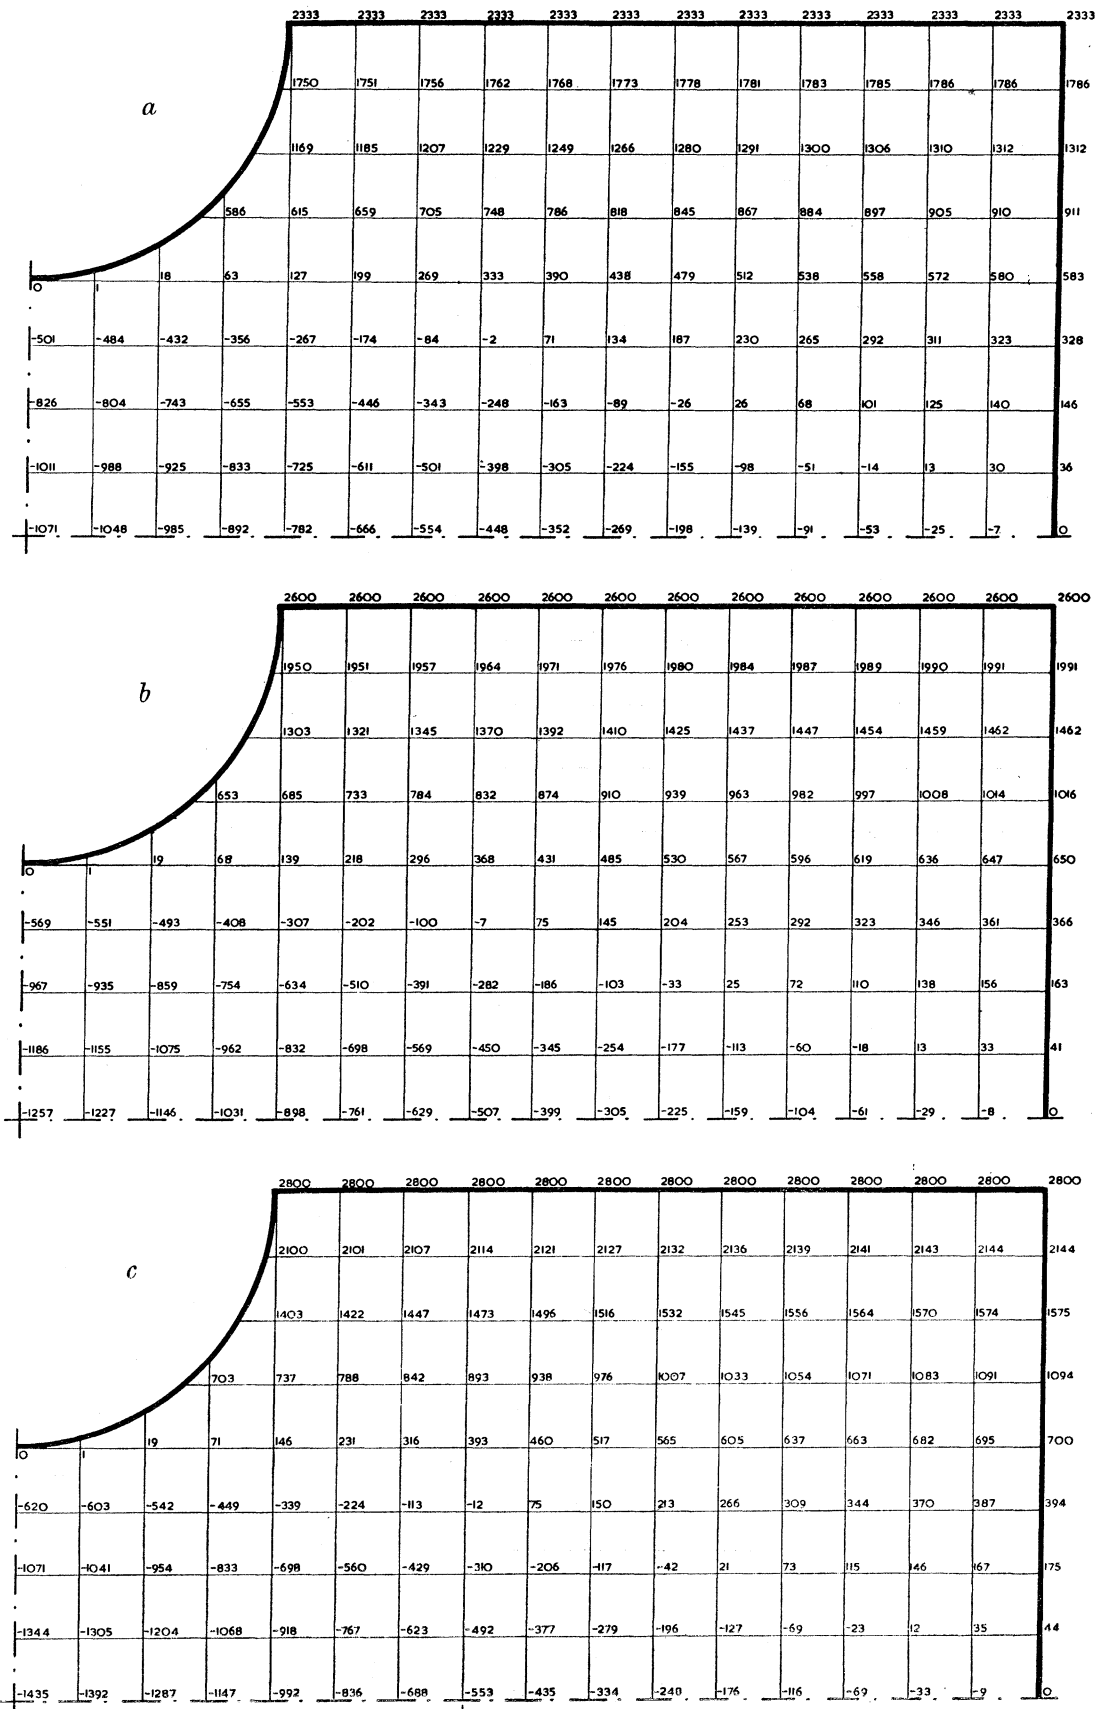 2333 2333 2333 2333 2333 2333 2333 2333 2333 2333 2333 2333 2333
1750 1751 1756 1762 1768 1773 1778 1781 1783 1785 1786 1786 1786
a
1169 1185 1207 1229 1249 1266 1280 1291 1300 1306 1310 1312 1312
586 615 659 705 748 786 818 845 867 884 897 905 910 911
0 1 18 63 127 199 269 333 390 438 479 512 538 558 572 580 583
-501 -484 -432 -356 -267 -174 -84 -2 71 134 187 230 265 292 311 323 328
-826 -804 -743 -655 -553 -446 -343 -248 -163 -89 -26 26 68 101 125 140 146
-1011 -988 -925 -833 -725 -611 -501 -398 -305 -224 -155 -98 -51 -14 13 30 36
-1071 -1048 -985 -892 -782 -666 -554 -448 -352 -269 -198 -139 -91 -53 -25 -7 0
2600 2600 2600 2600 2600 2600 2600 2600 2600 2600 2600 2600 2600
1950 1951 1957 1964 1971 1976 1980 1984 1987 1989 1990 1991 1991
b
1303 1321 1345 1370 1392 1410 1425 1437 1447 1454 1459 1462 1462
653 685 733 784 832 874 910 939 963 982 997 1008 1014 1016
0 1 19 68 139 218 296 368 431 485 530 567 596 619 636 647 650
-569 -551 -493 -408 -307 -202 -100 -7 75 145 204 253 292 323 346 361 366
-967 -935 -859 -754 -634 -510 -391 -282 -186 -103 -33 25 72 110 138 156 163
-1186 -1155 -1075 -962 -832 -698 -569 -450 -345 -254 -177 -113 -60 -18 13 33 41
-1257 -1227 -1146 -1031 -898 -761 -629 -507 -399 -305 -225 -159 -104 -61 -29 -8 0
2800 2800 2800 2800 2800 2800 2800 2800 2800 2800 2800 2800 2800
2100 2101 2107 2114 2121 2127 2132 2136 2139 2141 2143 2144 2144
c
1403 1422 1447 1473 1496 1516 1532 1545 1556 1564 1570 1574 1575
703 737 788 842 893 938 976 1007 1033 1054 1071 1083 1091 1094
0 1 19 71 146 231 316 393 460 517 565 605 637 663 682 695 700
-620 -603 -542 -449 -339 -224 -113 -12 75 150 213 266 309 344 370 387 394
-1071 -1041 -954 -833 -698 -560 -429 -310 -206 -117 -42 21 73 115 146 167 175
-1344 -1305 -1204 -1068 -918 -767 -623 -492 -377 -279 -196 -127 -69 -23 12 35 44
-1435 -1392 -1287 -1147 -992 -836 -688 -553 -435 -334 -248 -176 -116 -69 -33 -9 0